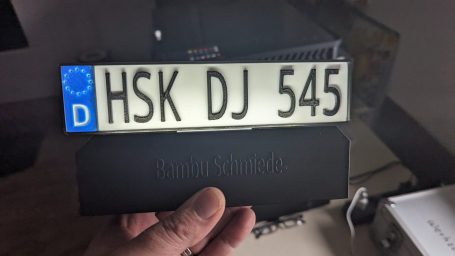 D HSK DJ 545
Bambu Schmiede.